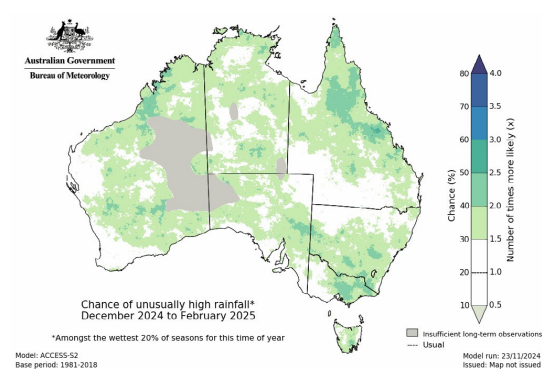 Australian Government
Bureau of Meteorology
Chance of unusually high rainfall*
December 2024 to February 2025
*Amongst the wettest 20% of seasons for this time of year
Model: ACCESS-S2
Base period: 1981-2018
80
70
60
50
40
30
20
10
Chance (%)
4.0
3.5
3.0
2.5
2.0
1.5
1.0
0.5
Number of times more likely (x)
Insufficient long-term observations
Usual
Model run: 23/11/2024
Issued: Map not issued